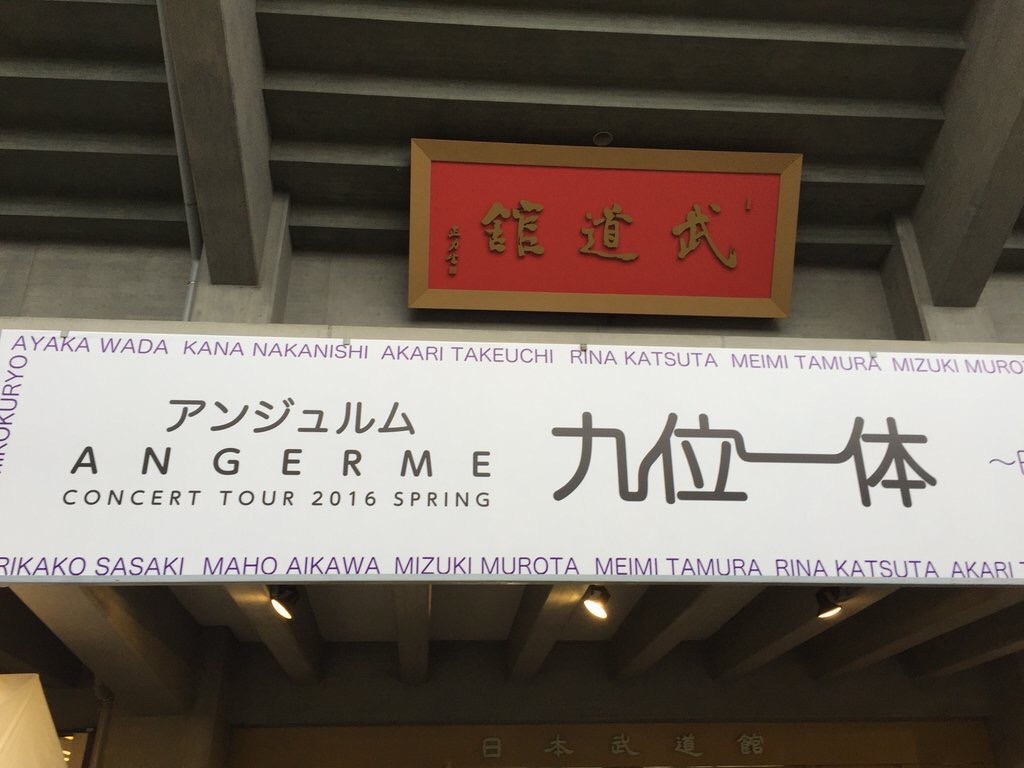 武道館
AYAKA WADA KANA NAKANISHI AKARI TAKEUCHI RINA KATSUTA MEIMI TAMURA MIZUKI MURO
アンジュルム
ANGERME
CONCERT TOUR 2016 SPRING
九位一体
RIKAKO SASAKI MAHO AIKAWA MIZUKI MUROTA MEIMI TAMURA RINA KATSUTA AKARI T
日本武道館